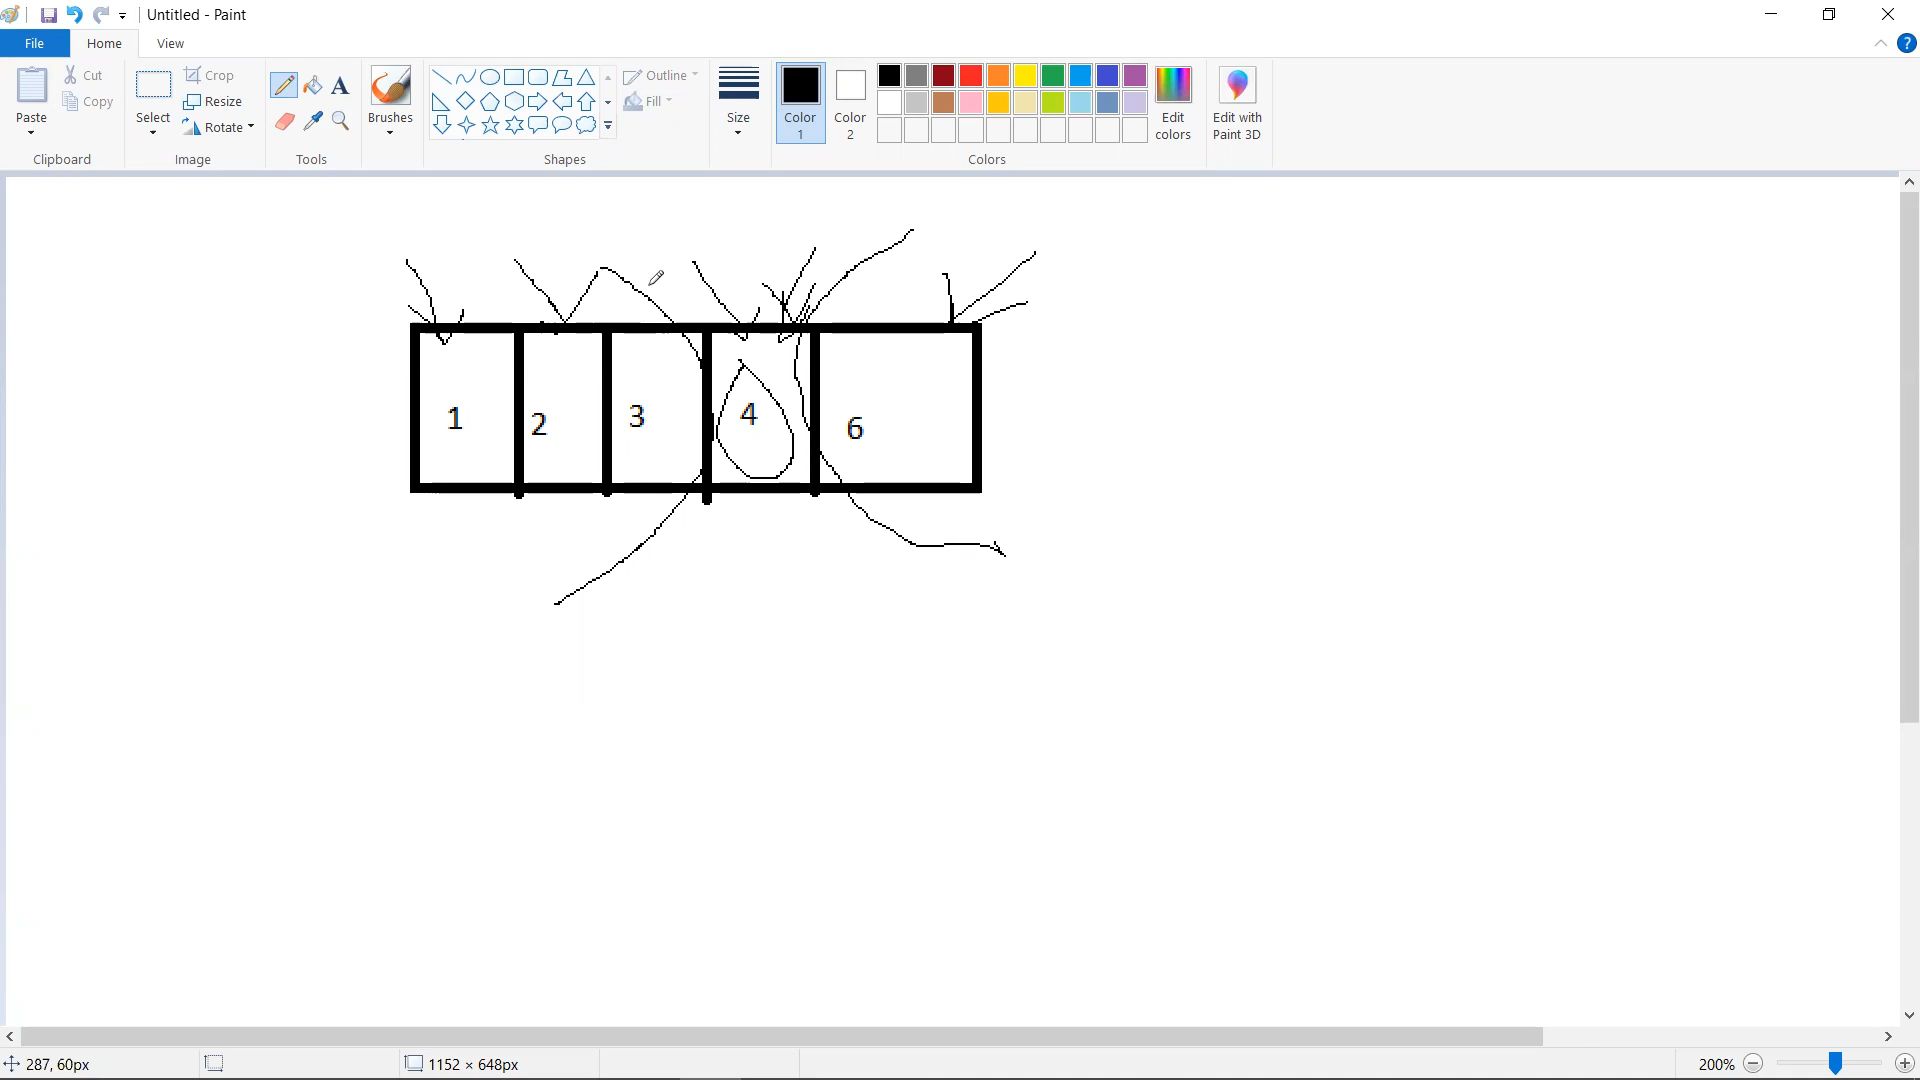 Untitled - Paint
File Home View ?
Paste
Clipboard
Cut
Copy
Select
Crop
Resize
Rotate
Image
A
Tools
Brushes
Outline
Fill
Shapes
Size
Color 1
Color 2
Edit colors
Colors
Edit with Paint 3D
1 2 3 4 6
287, 60px 1152 × 648px 200%